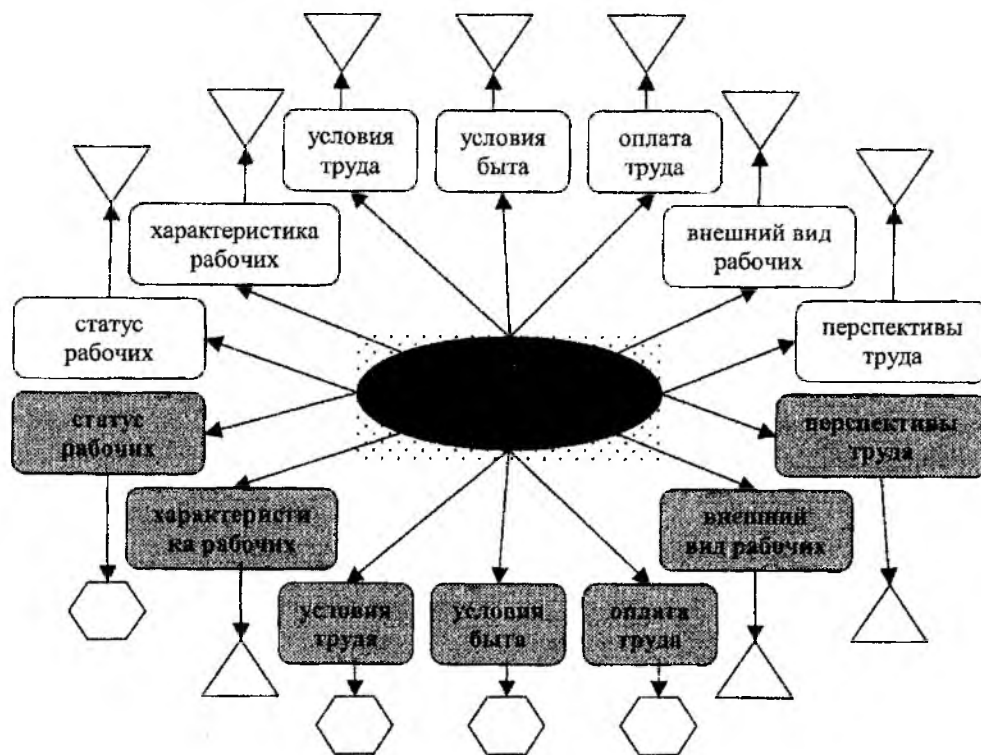 условия
труда
условия
быта
оплата
труда
характеристика
рабочих
внешний вид
рабочих
статус
рабочих
перспективы
труда
статус
рабочих
перспективы
труда
характеристи
ка рабочих
внешний
вид рабочих
условия
труда
условия
быта
оплата
труда